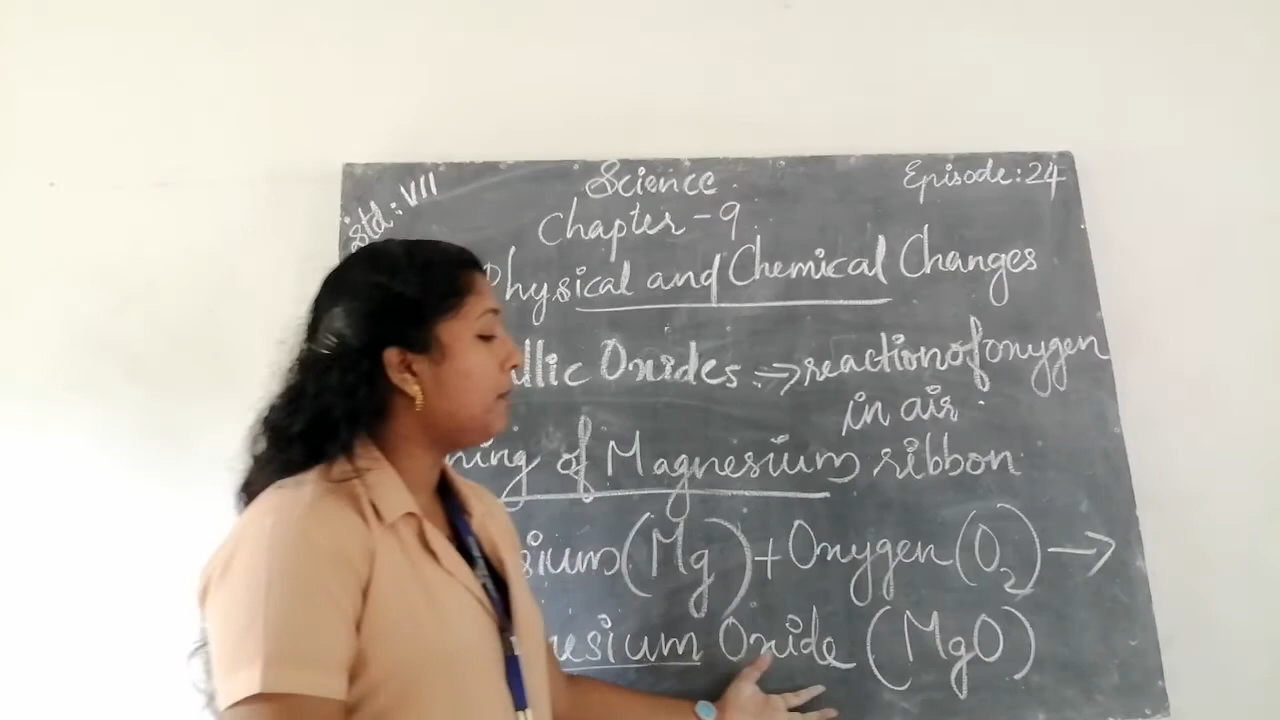 Std: VII
Science
Episode: 24
Chapter - 9
Physical and Chemical Changes
llic Oxides → reaction of oxygen
in air.
ning of Magnesium ribbon
sium (Mg) + Oxygen (O₂) →
nesium Oxide (MgO)